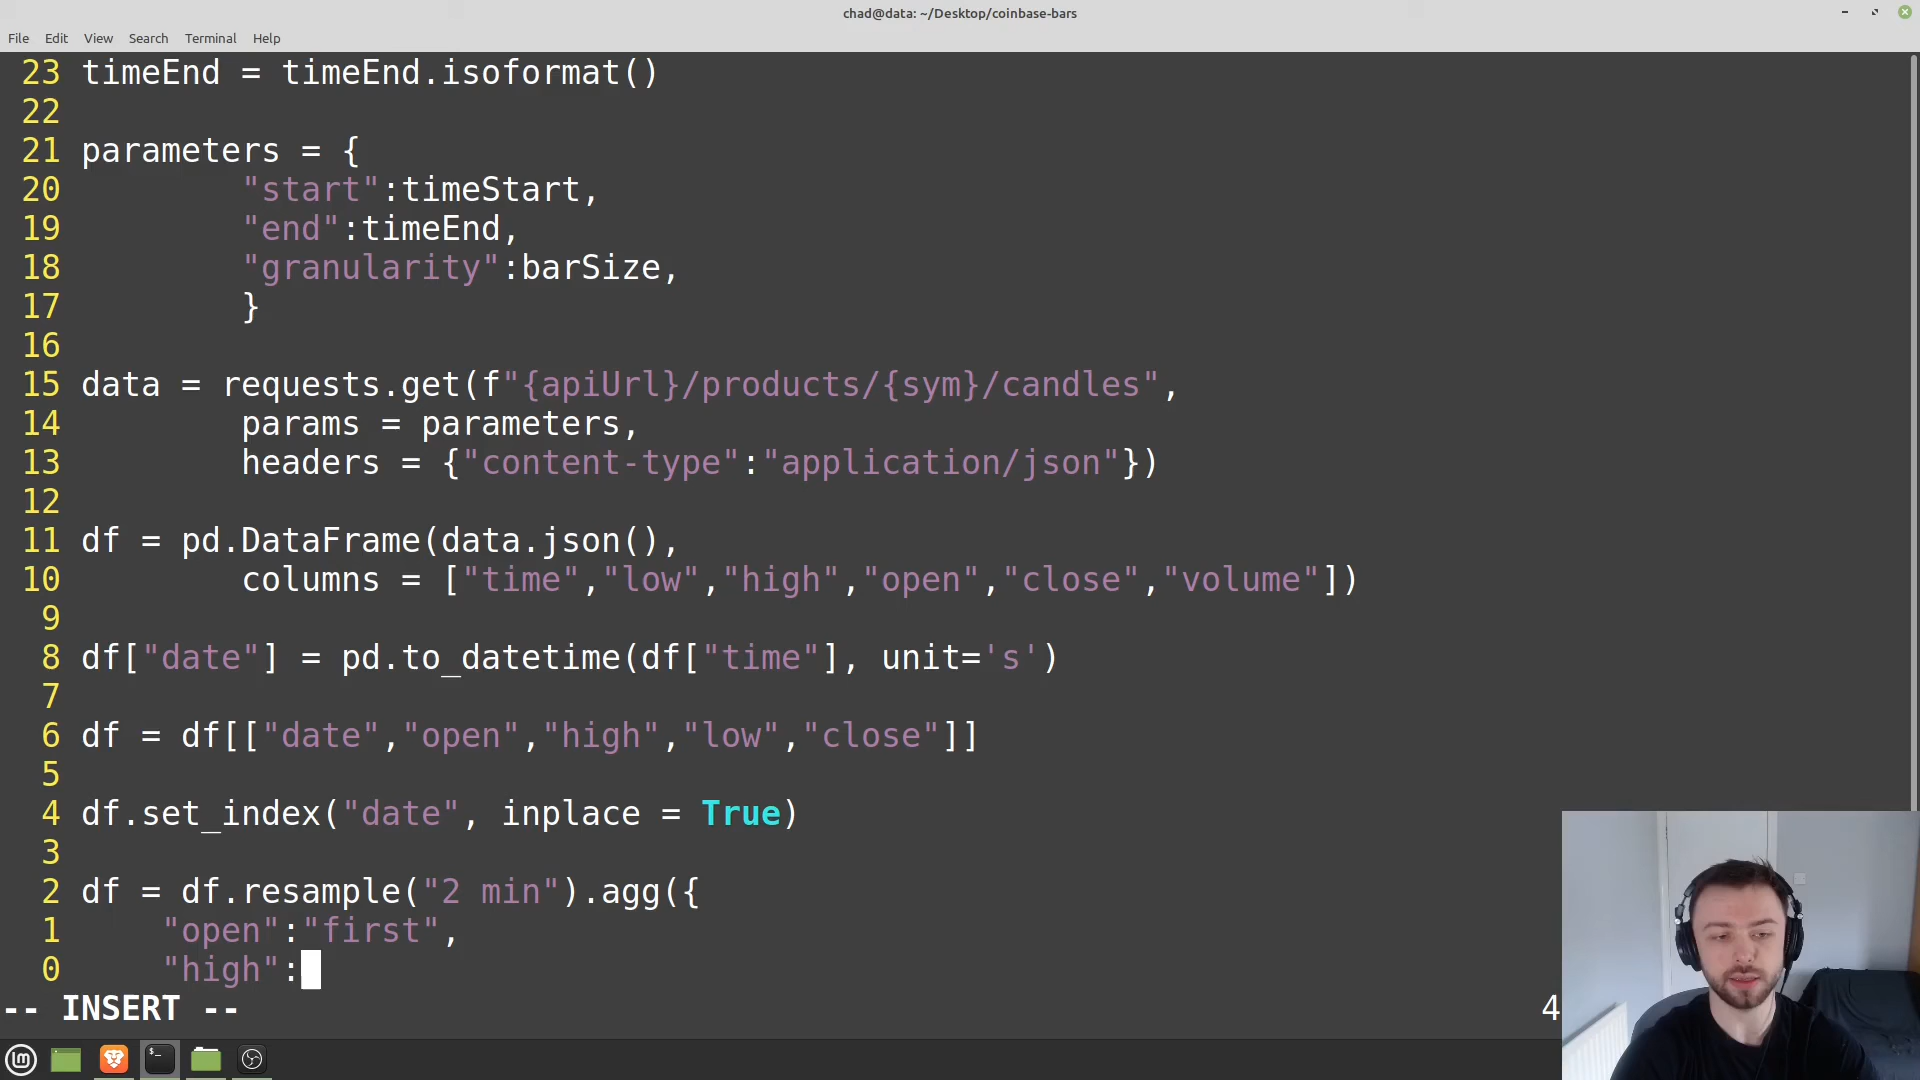 chad@data: ~/Desktop/coinbase-bars
File Edit View Search Terminal Help
23 timeEnd = timeEnd.isoformat()
22
21 parameters = {
20 "start":timeStart,
19 "end":timeEnd,
18 "granularity":barSize,
17 }
16
15 data = requests.get(f"{apiUrl}/products/{sym}/candles",
14 params = parameters,
13 headers = {"content-type":"application/json"})
12
11 df = pd.DataFrame(data.json(),
10 columns = ["time","low","high","open","close","volume"])
9
8 df["date"] = pd.to_datetime(df["time"], unit='s')
7
6 df = df[["date","open","high","low","close"]]
5
4 df.set_index("date", inplace = True)
3
2 df = df.resample("2 min").agg({
1 "open":"first",
0 "high":
-- INSERT -- 4